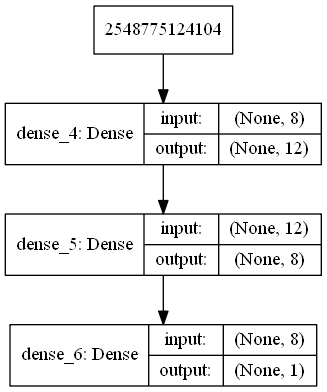 2548775124104
dense_4: Dense
input: (None, 8)
output: (None, 12)
dense_5: Dense
input: (None, 12)
output: (None, 8)
dense_6: Dense
input: (None, 8)
output: (None, 1)